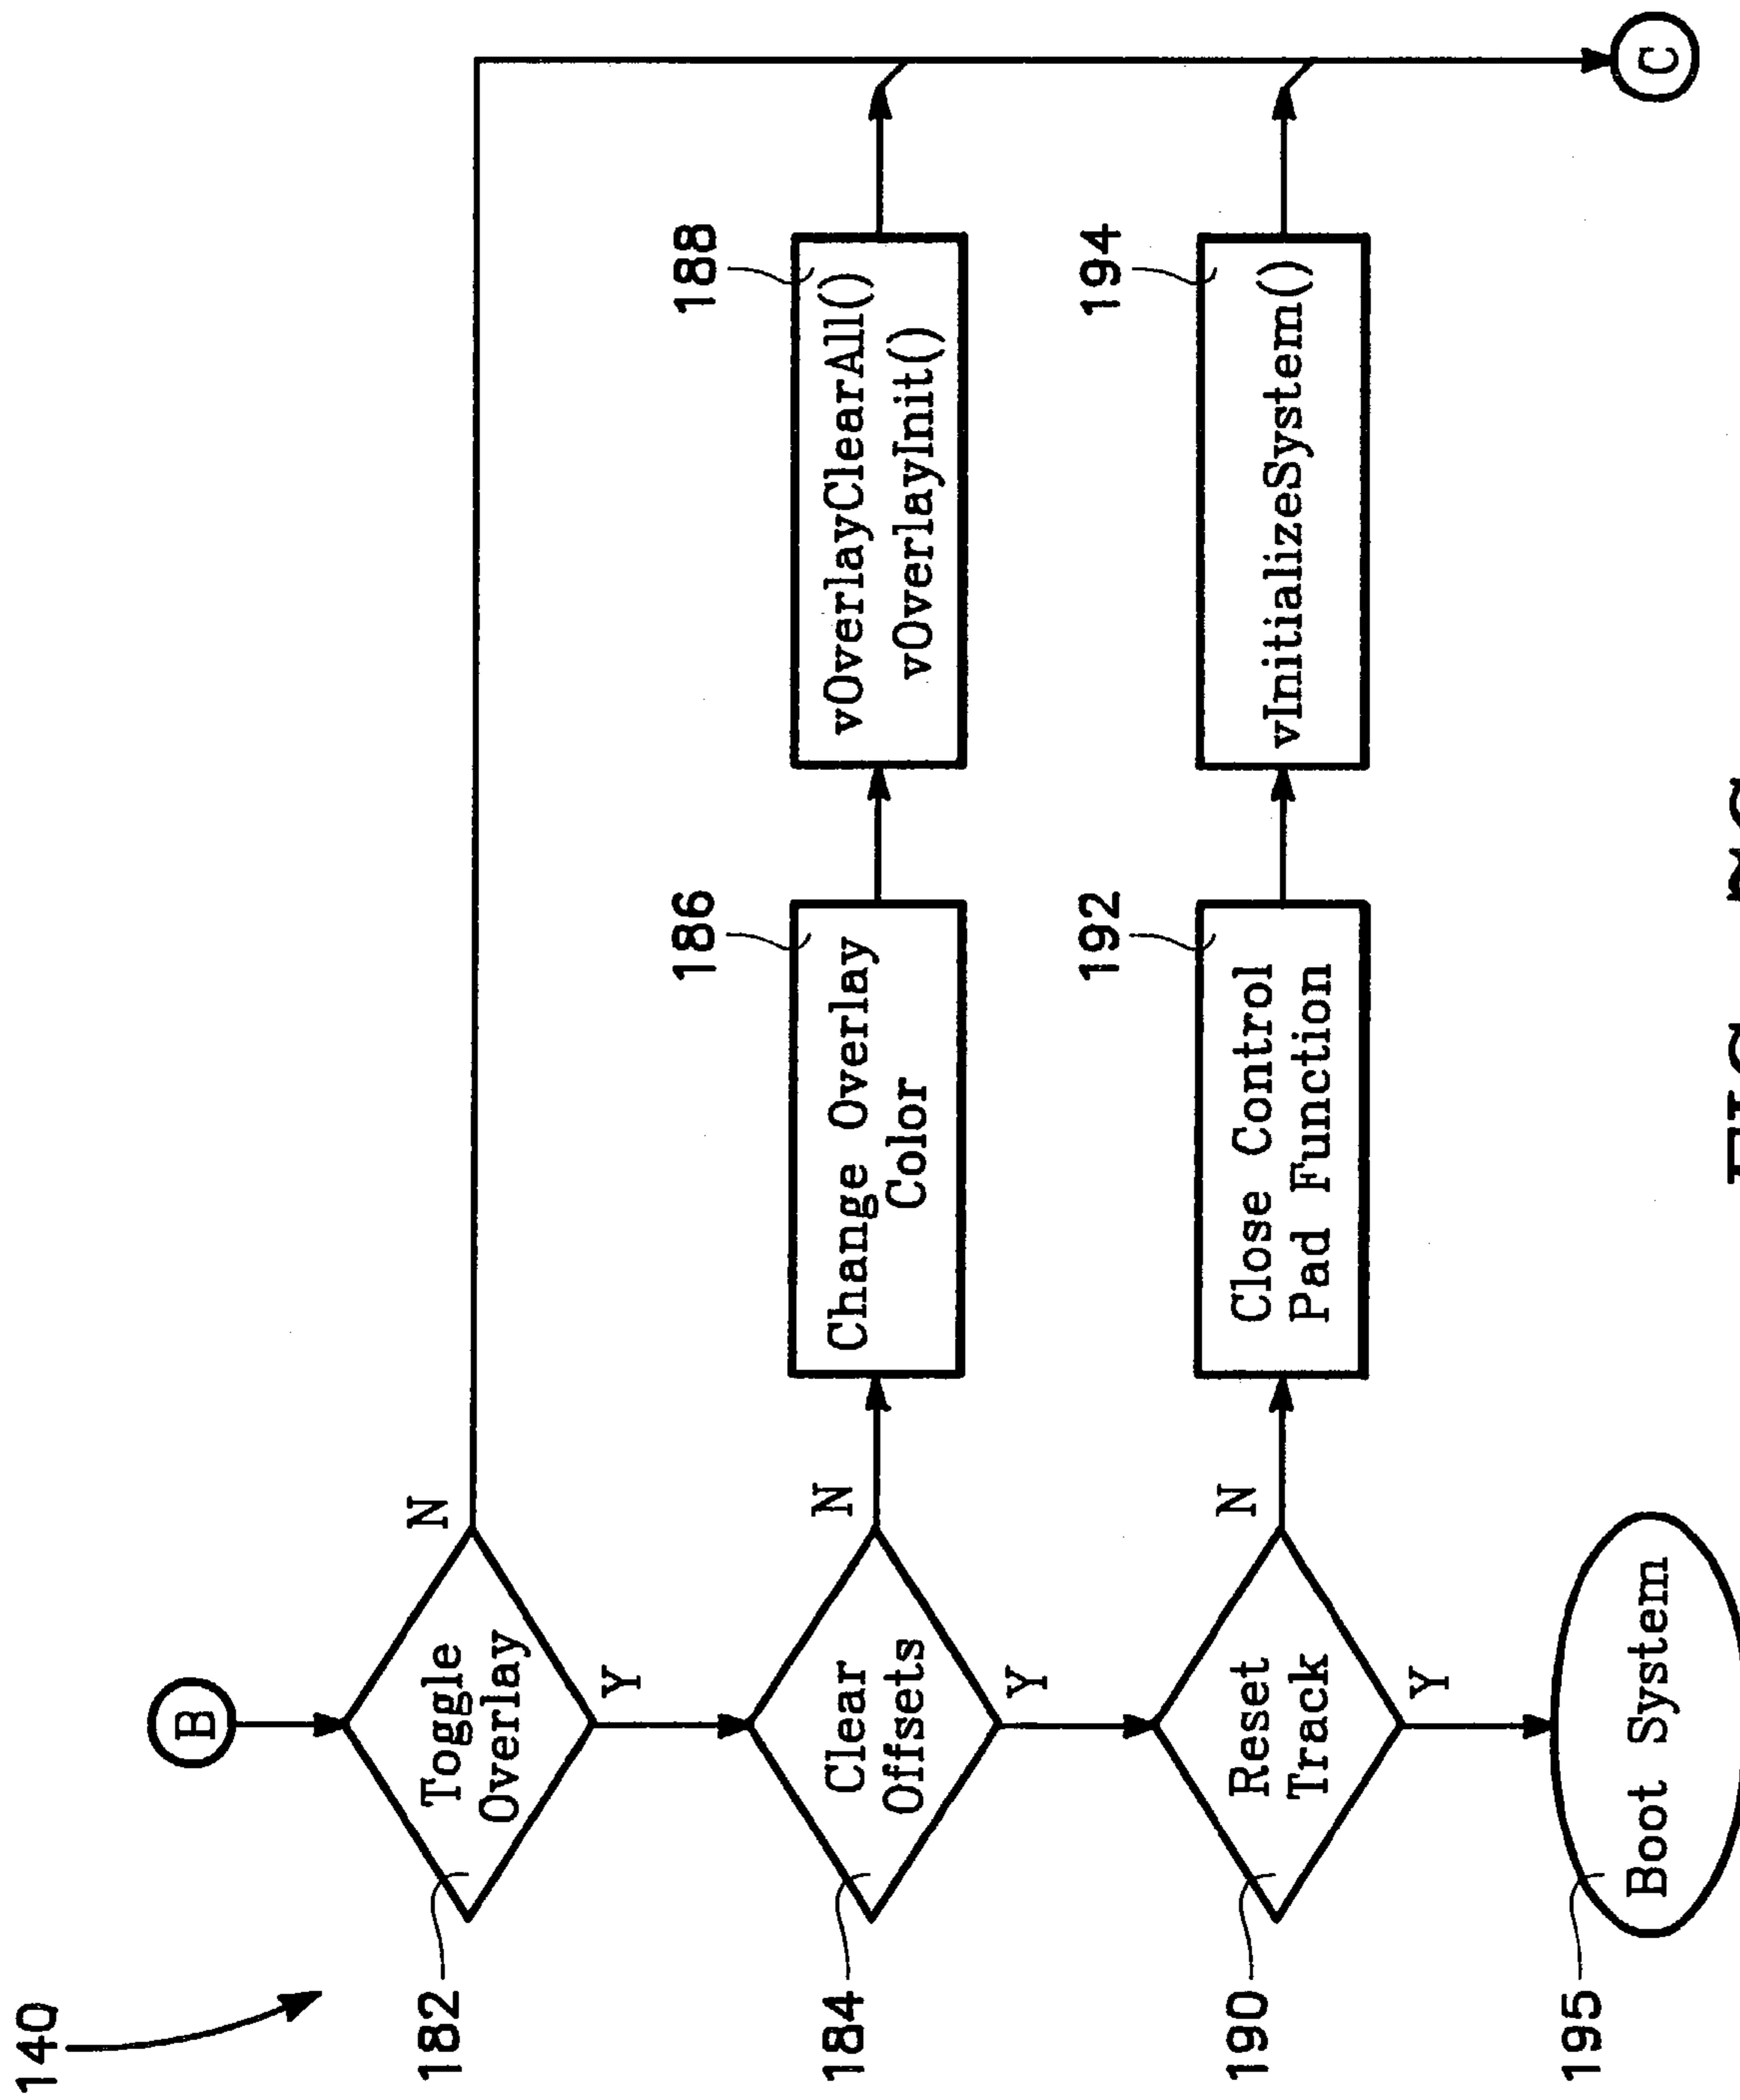 140
B
182
Toggle
Overlay
N
Y
184
Clear
Offsets
N
Y
186
Change Overlay
Color
188
vOverlayClearAll()
vOverlayInit()
190
Reset
Track
N
Y
192
Close Control
Pad Function
194
vInitializeSystem()
195
Boot System
C